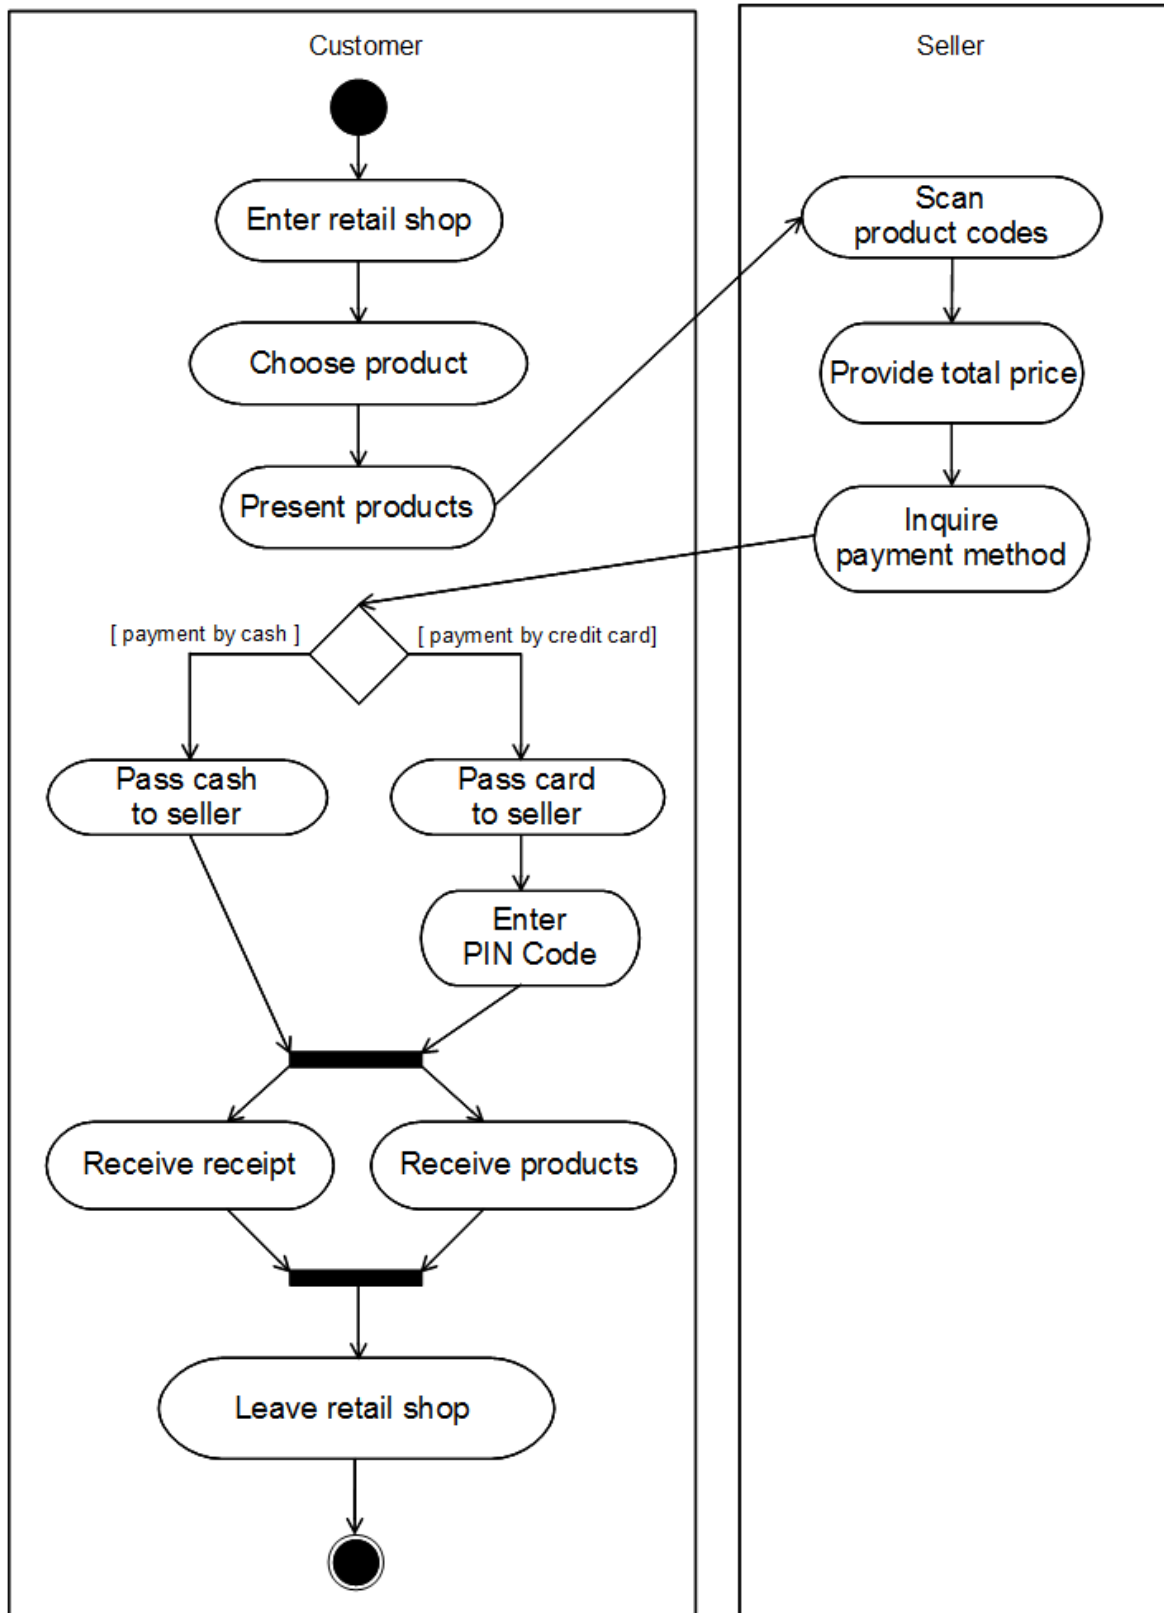 Customer
Seller
Enter retail shop
Scan
product codes
Choose product
Provide total price
Present products
Inquire
payment method
[ payment by cash ]
[ payment by credit card]
Pass cash
to seller
Pass card
to seller
Enter
PIN Code
Receive receipt
Receive products
Leave retail shop